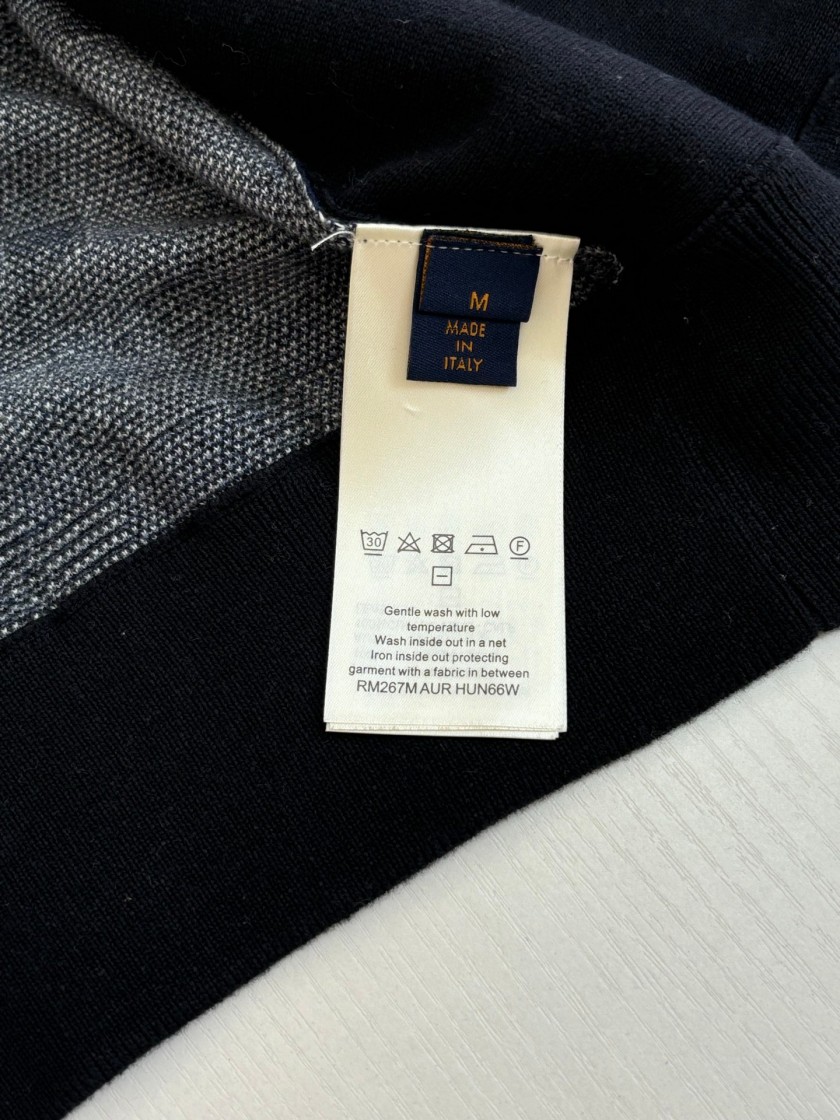 M
MADE
IN
ITALY
30
F
Gentle wash with low
temperature
Wash inside out in a net
Iron inside out protecting
garment with a fabric in between
RM267M AUR HUN66W